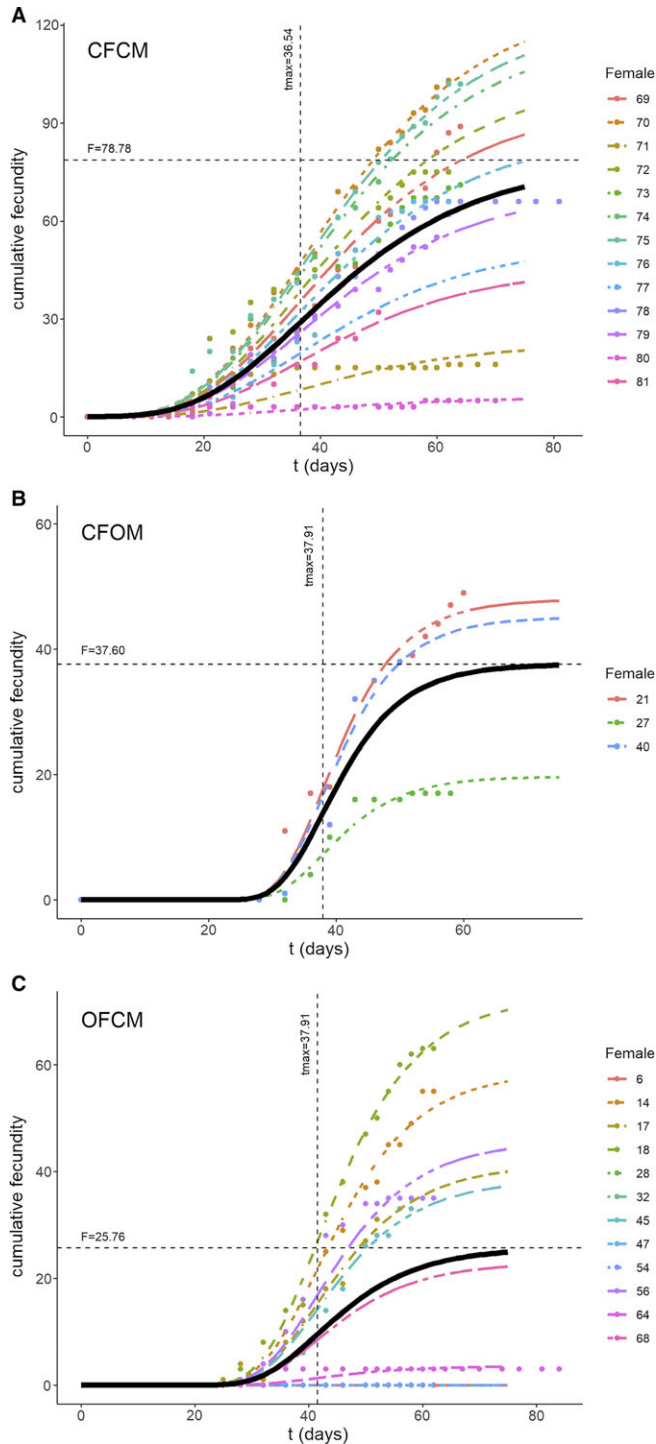 A
CFCM
tmax=36.54
F=78.78
cumulative fecundity
120
90
60
30
0
0 20 40 60 80
t (days)
Female
69
70
71
72
73
74
75
76
77
78
79
80
81
B
CFOM
tmax=37.91
F=37.60
cumulative fecundity
60
40
20
0
0 20 40 60
t (days)
Female
21
27
40
C
OFCM
tmax=37.91
F=25.76
cumulative fecundity
60
40
20
0
0 20 40 60 80
t (days)
Female
6
14
17
18
28
32
45
47
54
56
64
68